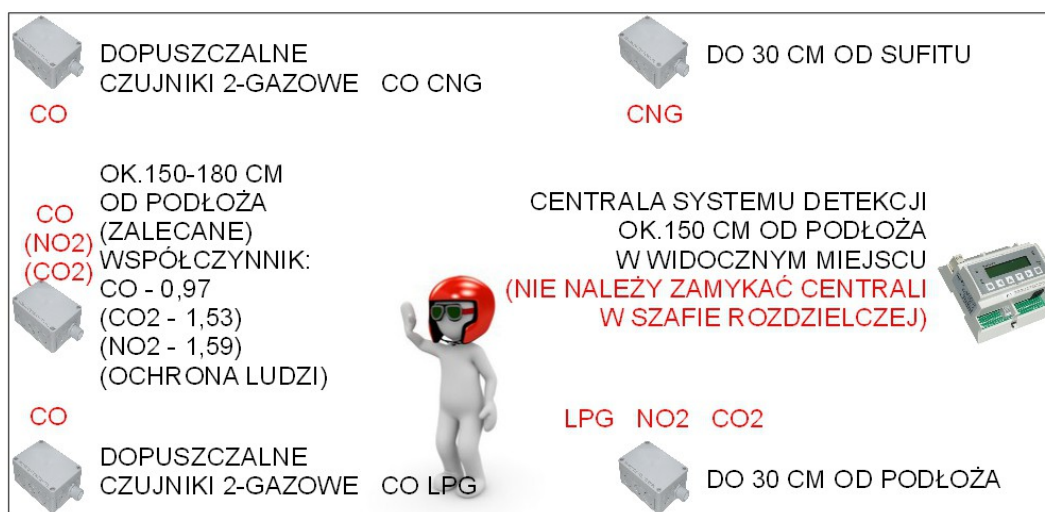 DOPUSZCZALNE
CZUJNIKI 2-GAZOWE CO CNG
CO
DO 30 CM OD SUFITU
CNG
OK.150-180 CM
OD PODŁOŻA
(ZALECANE)
WSPÓŁCZYNNIK:
CO - 0,97
(CO2 - 1,53)
(NO2 - 1,59)
(OCHRONA LUDZI)
CO
(NO2)
(CO2)
CENTRALA SYSTEMU DETEKCJI
OK.150 CM OD PODŁOŻA
W WIDOCZNYM MIEJSCU
(NIE NALEŻY ZAMYKAĆ CENTRALI
W SZAFIE ROZDZIELCZEJ)
CO
DOPUSZCZALNE
CZUJNIKI 2-GAZOWE CO LPG
LPG NO2 CO2
DO 30 CM OD PODŁOŻA